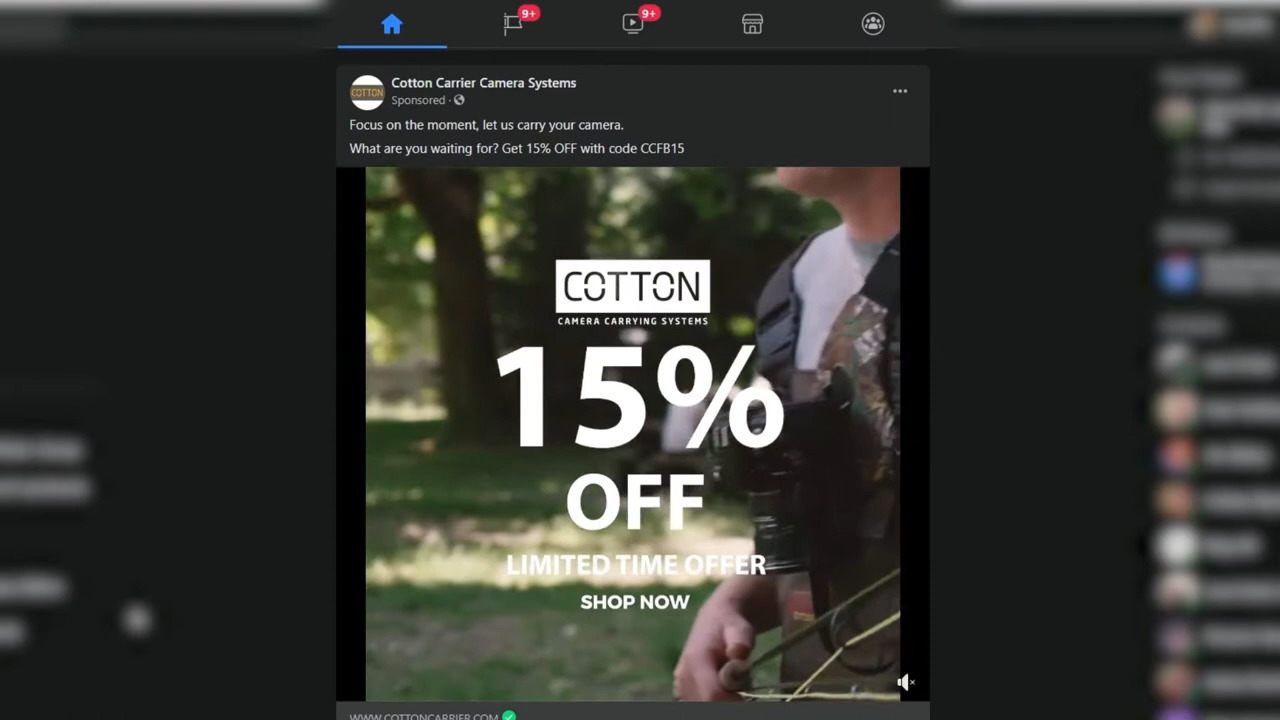 9+
9+
COTTON
Cotton Carrier Camera Systems
Sponsored ·
Focus on the moment, let us carry your camera.
What are you waiting for? Get 15% OFF with code CCFB15
COTTON
CAMERA CARRYING SYSTEMS
15%
OFF
LIMITED TIME OFFER
SHOP NOW
WWW.COTTONCARRIER.COM